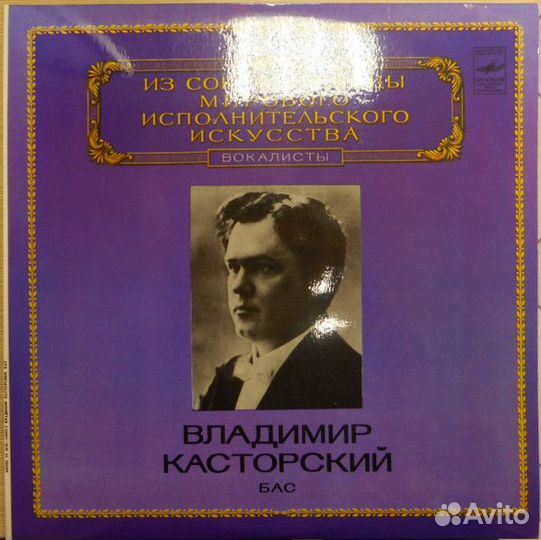 ИЗ
МИРОВОГО
ИСПОЛНИТЕЛЬСКОГО
ИСКУССТВА
ВОКАЛИСТЫ
ВЛАДИМИР
КАСТОРСКИЙ
БАС
Avito